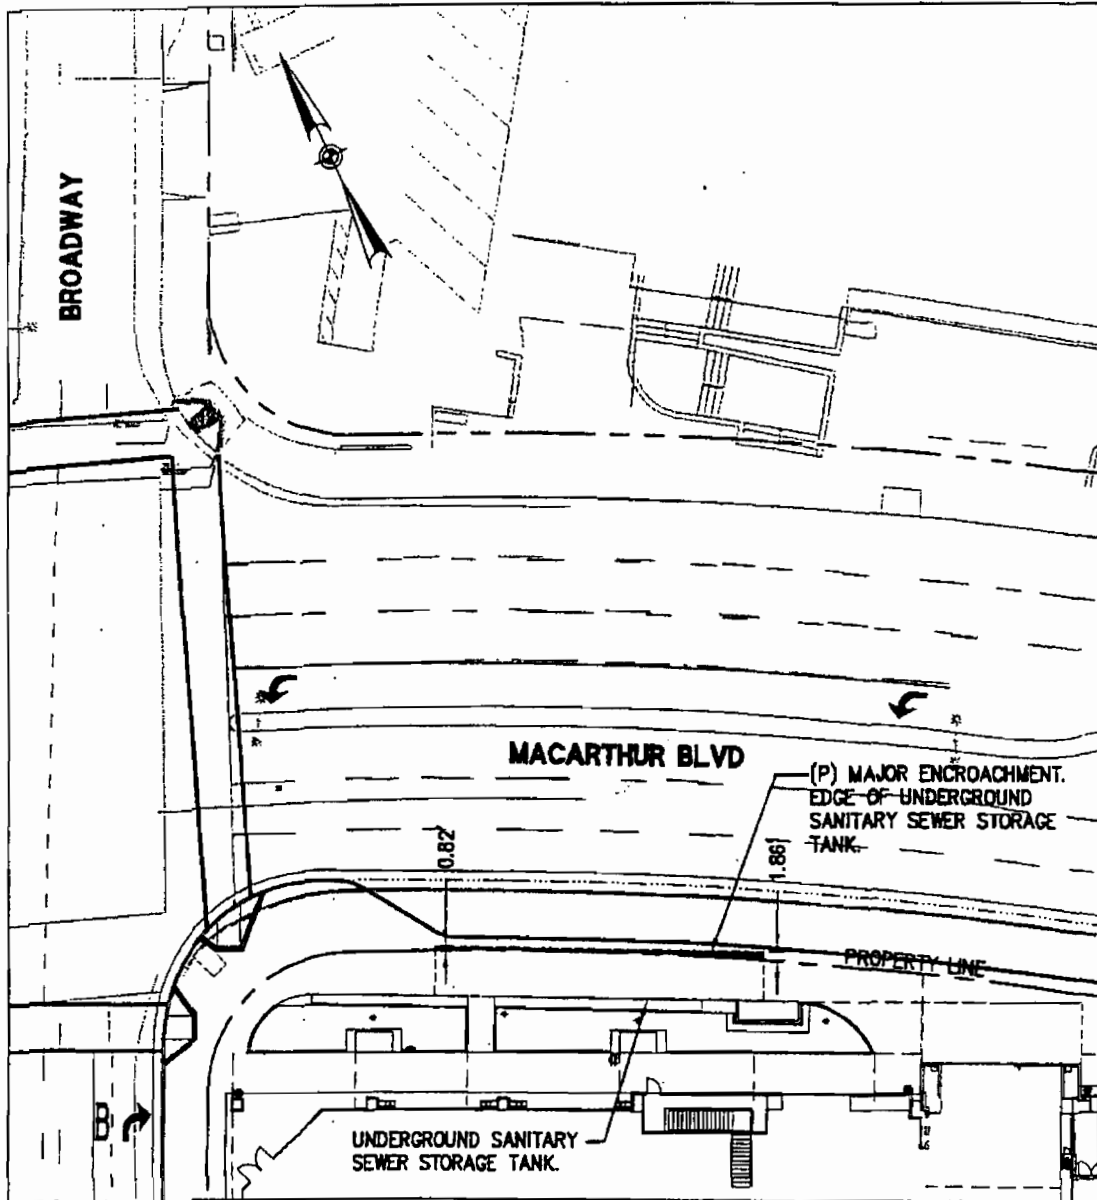 BROADWAY
MACARTHUR BLVD
(P) MAJOR ENCROACHMENT.
EDGE OF UNDERGROUND
SANITARY SEWER STORAGE
TANK.
0.82'
1.86'
PROPERTY LINE
UNDERGROUND SANITARY
SEWER STORAGE TANK.